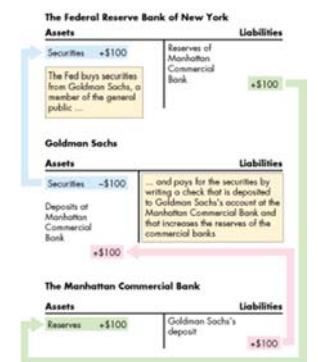 The Federal Reserve Bank of New York
Assets Liabilities
Securities +$100
The Fed buys securities
from Goldman Sachs, a
member of the general
public ...
Reserves of
Manhattan
Commercial
Bank
+$100
Goldman Sachs
Assets Liabilities
Securities –$100
Deposits at
Manhattan
Commercial
Bank
+$100
... and pays for the securities by
writing a check that is deposited
to Goldman Sachs's account at the
Manhattan Commercial Bank and
that increases the reserves of the
commercial banks
The Manhattan Commercial Bank
Assets Liabilities
Reserves +$100
Goldman Sachs's
deposit
+$100